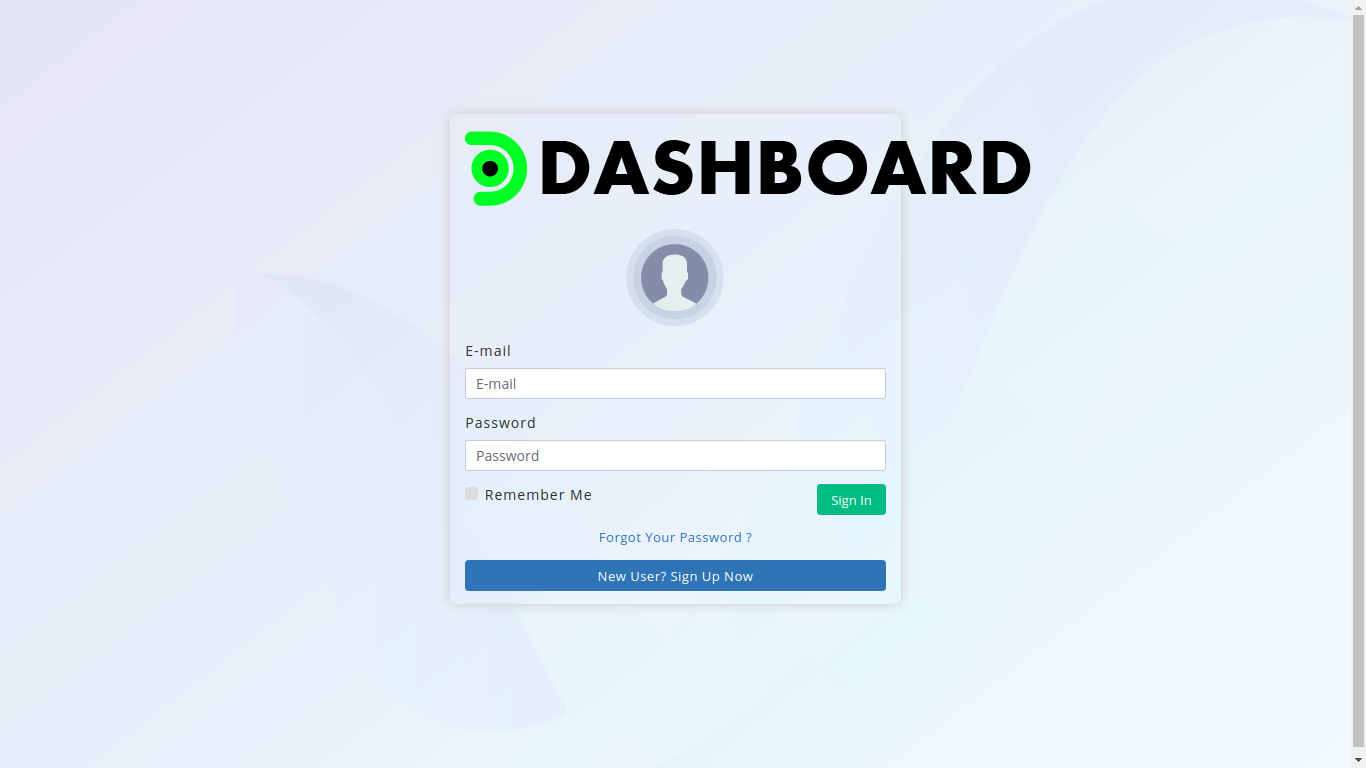 DASHBOARD
E-mail
E-mail
Password
Password
Remember Me
Sign In
Forgot Your Password ?
New User? Sign Up Now